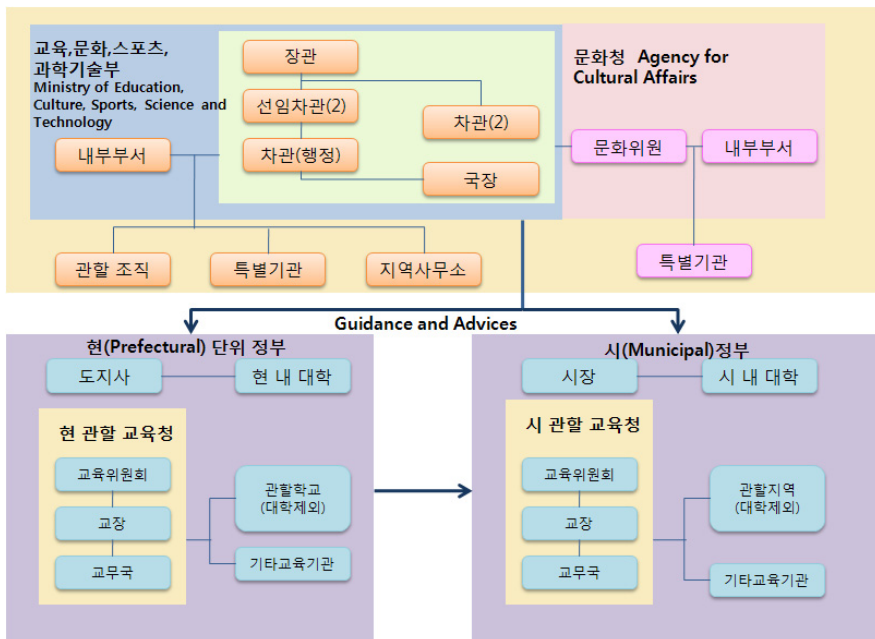 교육,문화,스포츠,
과학기술부
Ministry of Education,
Culture, Sports, Science and
Technology
내부부서
장관
선임차관(2)
차관(2)
차관(행정)
국장
문화청 Agency for
Cultural Affairs
문화위원
내부부서
관할 조직
특별기관
지역사무소
특별기관
Guidance and Advices
현(Prefectural) 단위 정부
도지사
현 내 대학
현 관할 교육청
교육위원회
교장
교무국
관할학교
(대학제외)
기타교육기관
시(Municipal)정부
시장
시 내 대학
시 관할 교육청
교육위원회
교장
교무국
관할지역
(대학제외)
기타교육기관